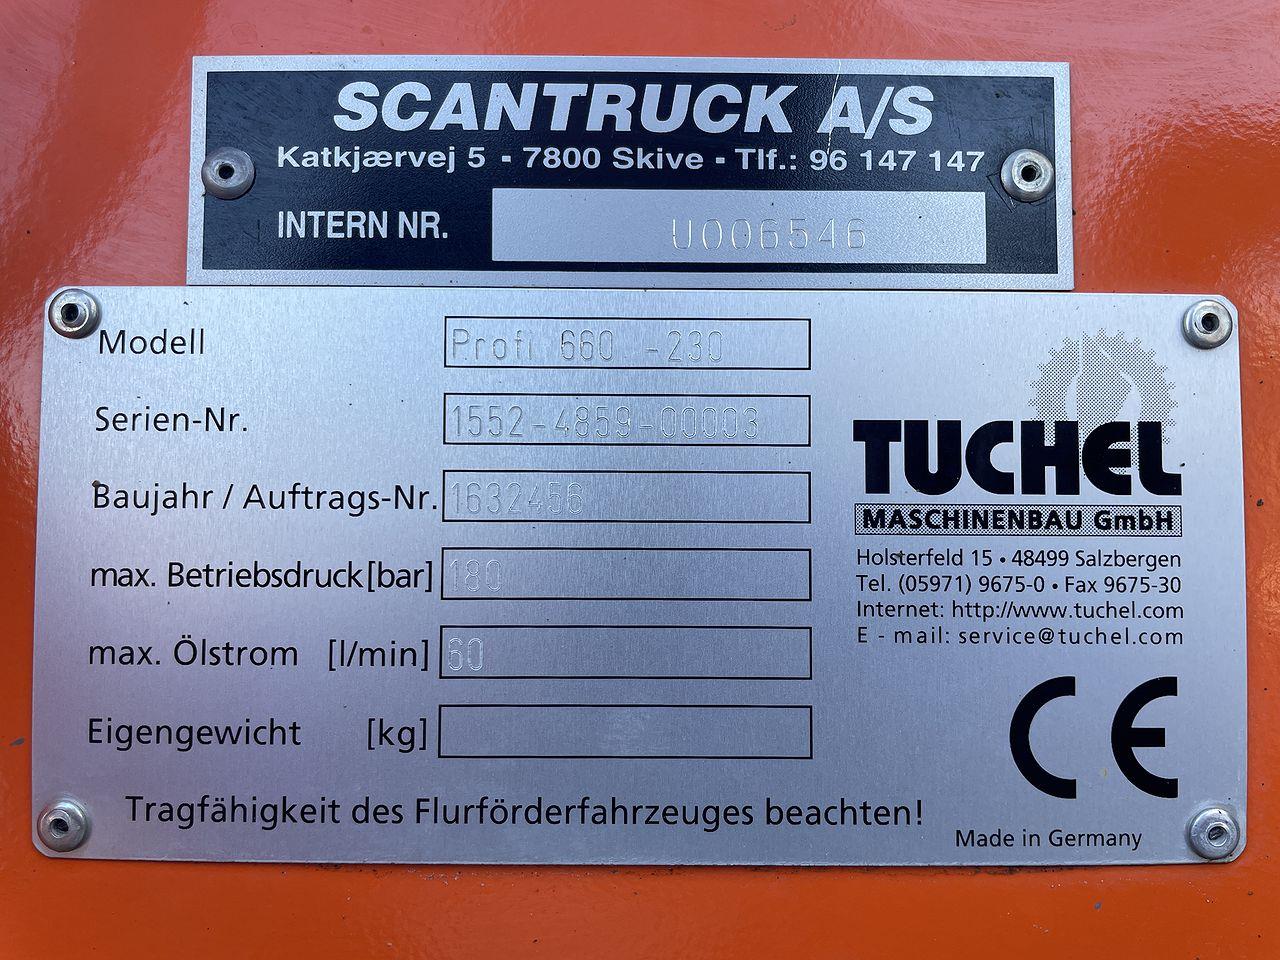 SCANTRUCK A/S
Katkjærvej 5 - 7800 Skive - Tlf.: 96 147 147
INTERN NR. U006546
Modell Profi 660 -230
Serien-Nr. 1552-4859-00003
Baujahr / Auftrags-Nr. 1632456
max. Betriebsdruck [bar] 180
max. Ölstrom [l/min] 60
Eigengewicht [kg]
Tragfähigkeit des Flurförderfahrzeuges beachten!
TUCHEL
MASCHINENBAU GmbH
Holsterfeld 15 • 48499 Salzbergen
Tel. (05971) 9675-0 • Fax 9675-30
Internet: http://www.tuchel.com
E - mail: service@tuchel.com
CE
Made in Germany